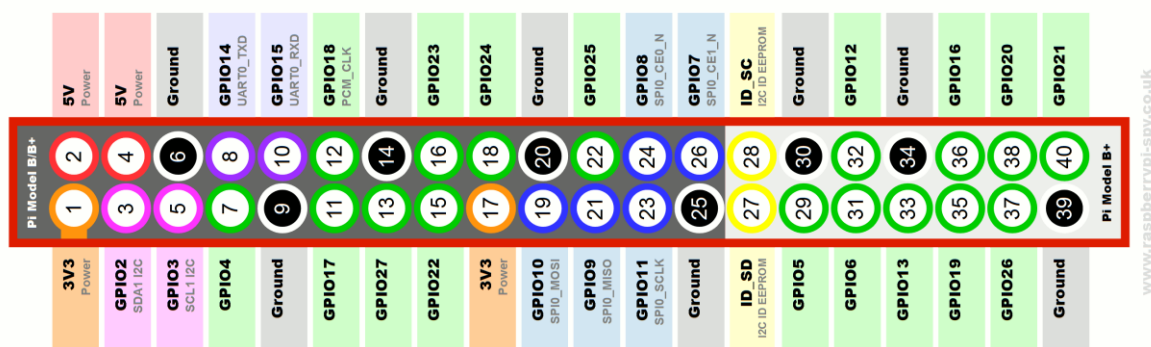 5V
Power
5V
Power
Ground
GPIO14
UART0_TXD
GPIO15
UART0_RXD
GPIO18
PCM_CLK
Ground
GPIO23
GPIO24
Ground
GPIO25
GPIO8
SPI0_CE0_N
GPIO7
SPI0_CE1_N
ID_SC
I2C ID EEPROM
Ground
GPIO12
Ground
GPIO16
GPIO20
GPIO21
Pi Model B/B+
2 4 6 8 10 12 14 16 18 20 22 24 26 28 30 32 34 36 38 40
1 3 5 7 9 11 13 15 17 19 21 23 25 27 29 31 33 35 37 39
Pi Model B+
3V3
Power
GPIO2
SDA1 I2C
GPIO3
SCL1 I2C
GPIO4
Ground
GPIO17
GPIO27
GPIO22
3V3
Power
GPIO10
SPI0_MOSI
GPIO9
SPI0_MISO
GPIO11
SPI0_SCLK
Ground
ID_SD
I2C ID EEPROM
GPIO5
GPIO6
GPIO13
GPIO19
GPIO26
Ground
www.raspberrypi-spy.co.uk